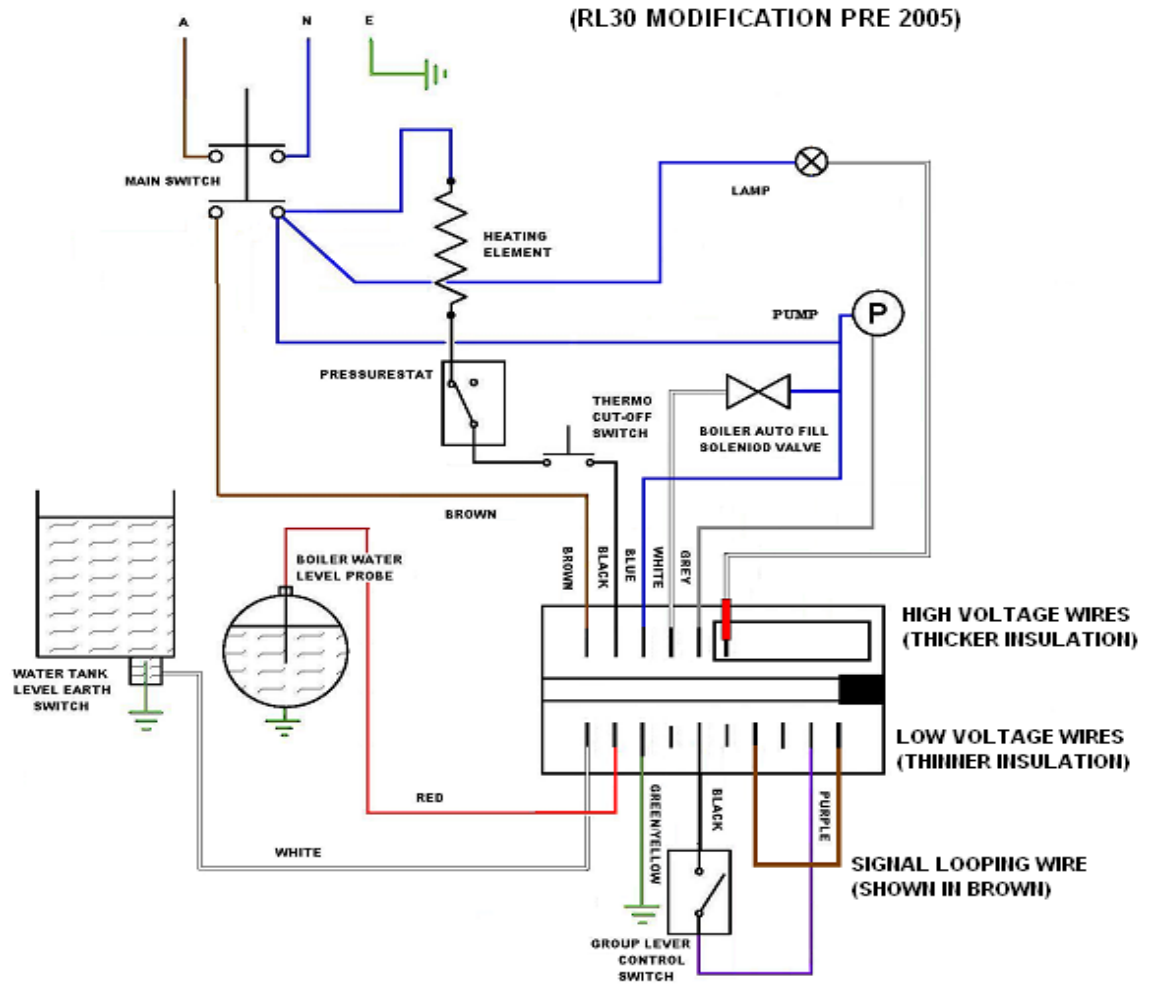 (RL30 MODIFICATION PRE 2005)
A
N
E
MAIN SWITCH
LAMP
HEATING
ELEMENT
PUMP
P
PRESSURESTAT
THERMO
CUT-OFF
SWITCH
BOILER AUTO FILL
SOLENIOD VALVE
BROWN
BOILER WATER
LEVEL PROBE
BROWN
BLACK
BLUE
WHITE
GREY
HIGH VOLTAGE WIRES
(THICKER INSULATION)
WATER TANK
LEVEL EARTH
SWITCH
LOW VOLTAGE WIRES
(THINNER INSULATION)
RED
WHITE
GREEN/YELLOW
BLACK
PURPLE
SIGNAL LOOPING WIRE
(SHOWN IN BROWN)
GROUP LEVER
CONTROL
SWITCH